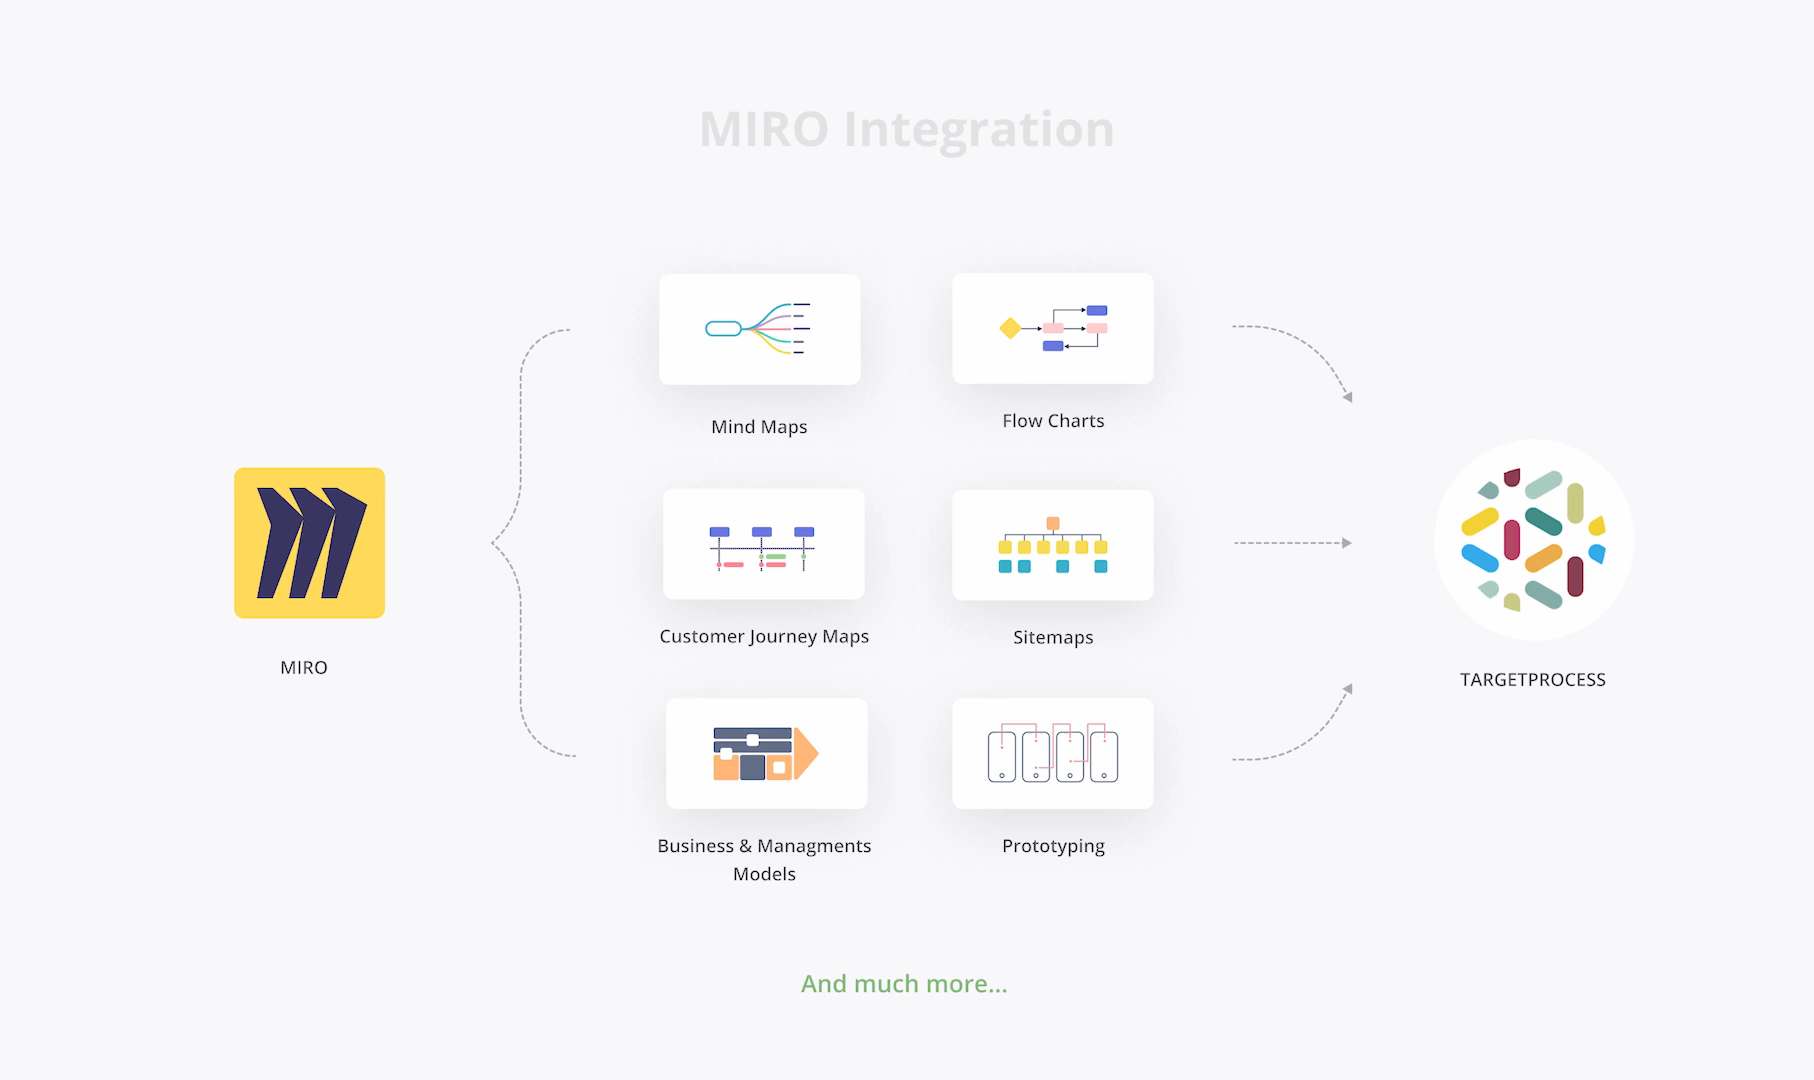 MIRO Integration
Mind Maps
Flow Charts
Customer Journey Maps
Sitemaps
MIRO
TARGETPROCESS
Business & Managments
Models
Prototyping
And much more...